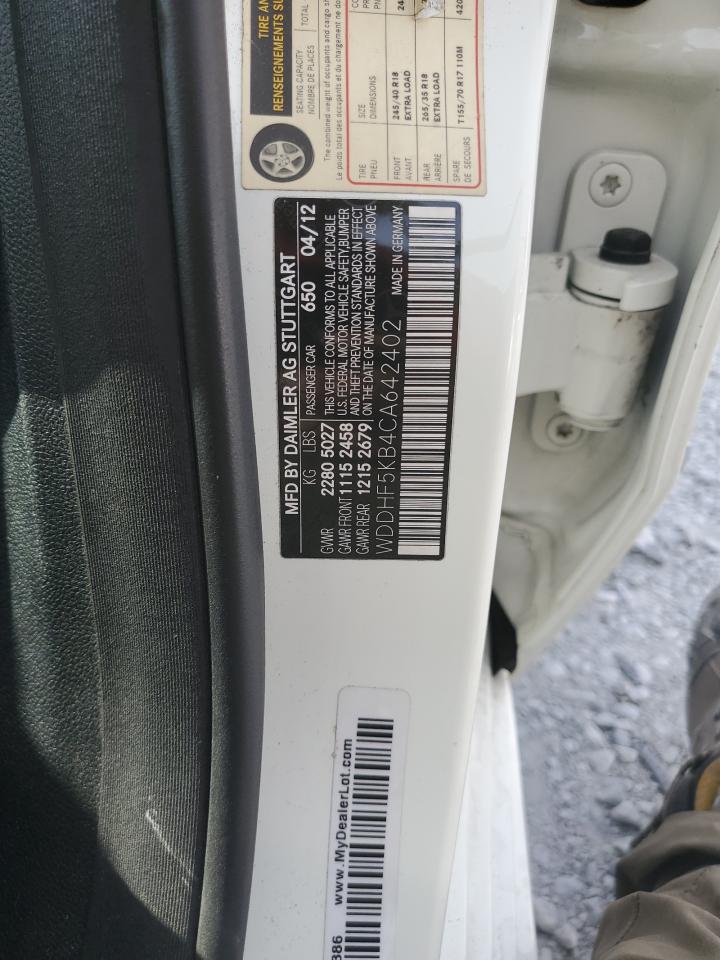 TIRE AN
RENSEIGNEMENTS SU
SEATING CAPACITY
NOMBRE DE PLACES
TOTAL
The combined weight of occupants and cargo s
Le poids total des occupants et du chargement ne do
TIRE SIZE
PNEU DIMENSIONS
FRONT 245/40 R18
AVANT EXTRA LOAD
REAR 265/35 R18
ARRIÈRE EXTRA LOAD
SPARE T155/70 R17 110M 420
DE SECOURS
MFD BY DAIMLER AG STUTTGART
KG LBS PASSENGER CAR 650 04/12
GVWR 2280 5027
GAWR FRONT 1115 2458
GAWR REAR 1215 2679
THIS VEHICLE CONFORMS TO ALL APPLICABLE
U.S. FEDERAL MOTOR VEHICLE SAFETY,BUMPER
AND THEFT PREVENTION STANDARDS IN EFFECT
ON THE DATE OF MANUFACTURE SHOWN ABOVE
WDDHF5KB4CA642402 MADE IN GERMANY
www.MyDealerLot.com
886